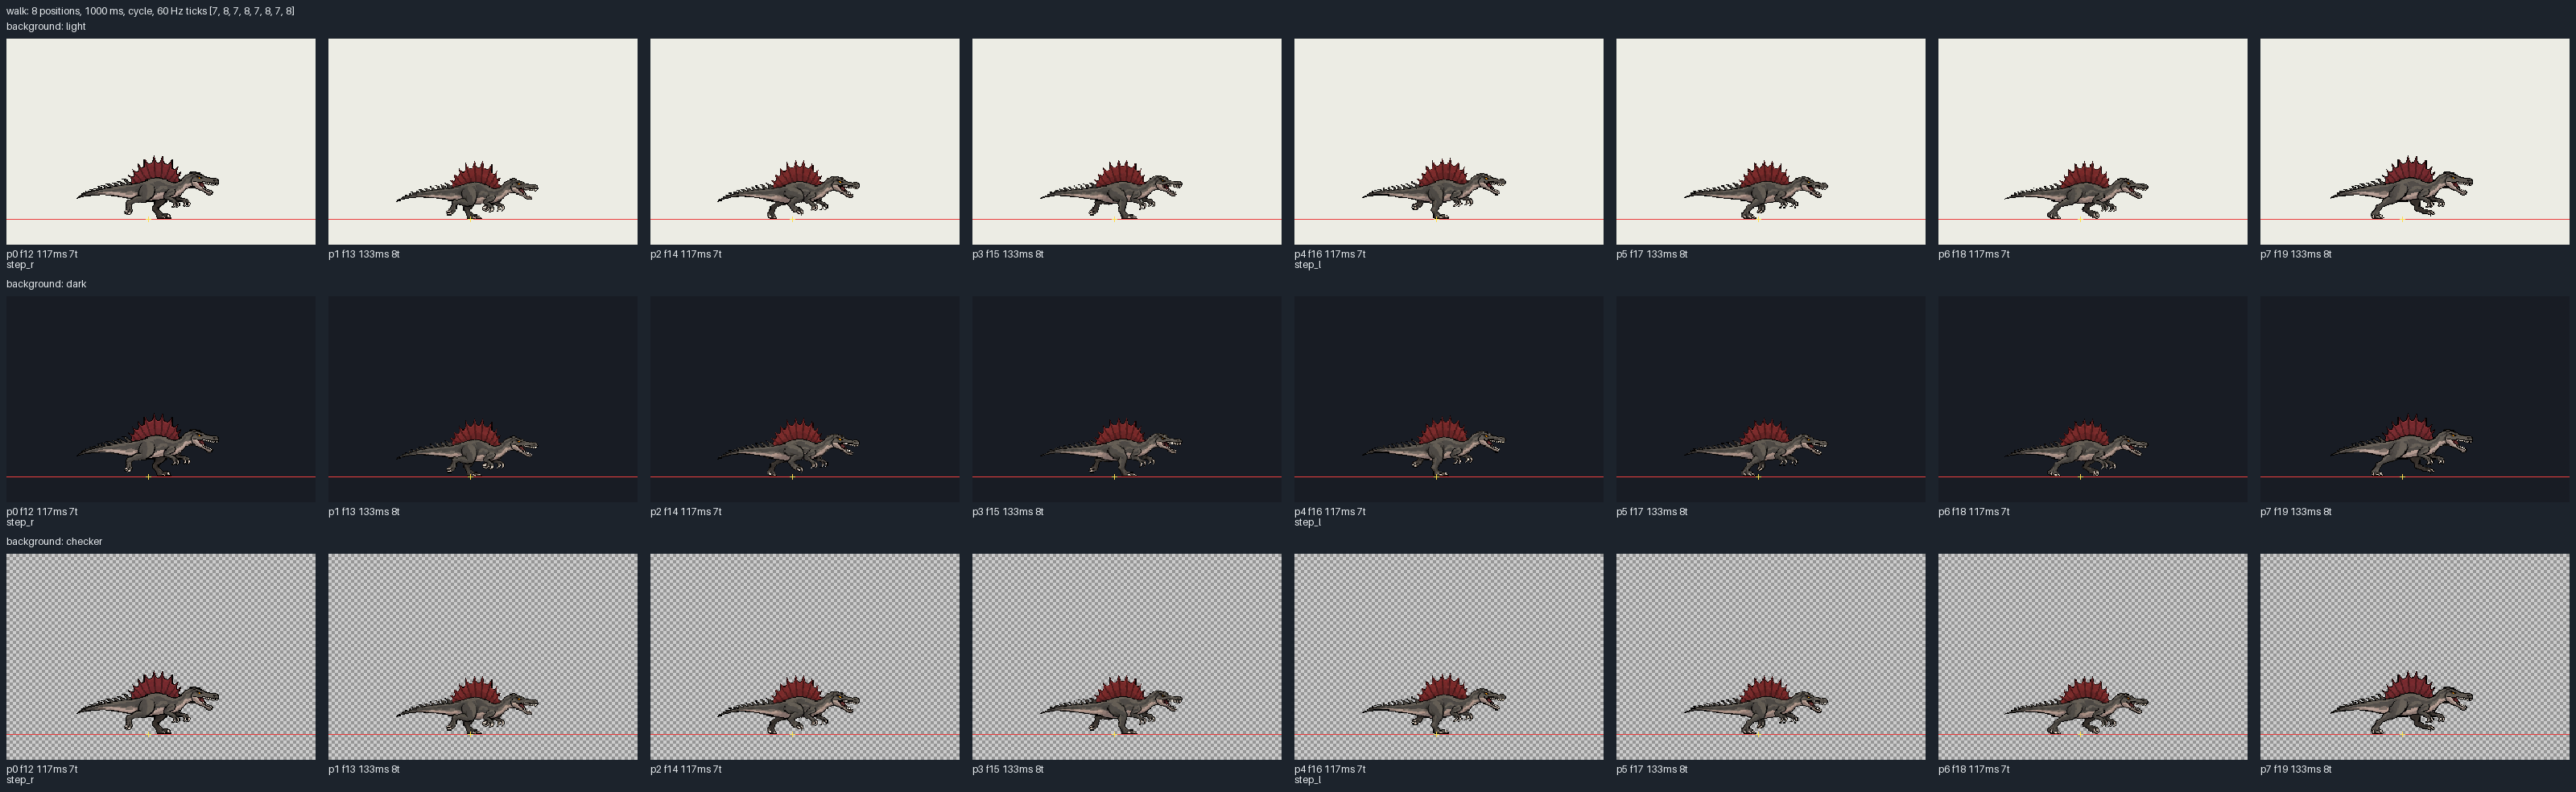 walk: 8 positions, 1000 ms, cycle, 60 Hz ticks [7, 8, 7, 8, 7, 8, 7, 8]
background: light
p0 f12 117ms 7t
step_r
p1 f13 133ms 8t
p2 f14 117ms 7t
p3 f15 133ms 8t
p4 f16 117ms 7t
step_l
p5 f17 133ms 8t
p6 f18 117ms 7t
p7 f19 133ms 8t
background: dark
p0 f12 117ms 7t
step_r
p1 f13 133ms 8t
p2 f14 117ms 7t
p3 f15 133ms 8t
p4 f16 117ms 7t
step_l
p5 f17 133ms 8t
p6 f18 117ms 7t
p7 f19 133ms 8t
background: checker
p0 f12 117ms 7t
step_r
p1 f13 133ms 8t
p2 f14 117ms 7t
p3 f15 133ms 8t
p4 f16 117ms 7t
step_l
p5 f17 133ms 8t
p6 f18 117ms 7t
p7 f19 133ms 8t